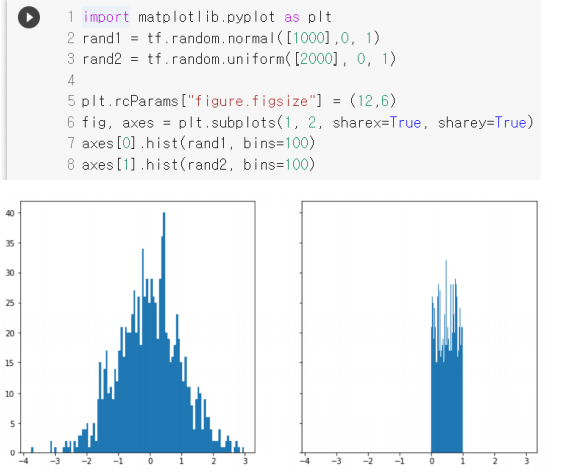 1 import matplotlib.pyplot as plt
2 rand1 = tf.random.normal([1000],0, 1)
3 rand2 = tf.random.uniform([2000], 0, 1)
4
5 plt.rcParams["figure.figsize"] = (12,6)
6 fig, axes = plt.subplots(1, 2, sharex=True, sharey=True)
7 axes[0].hist(rand1, bins=100)
8 axes[1].hist(rand2, bins=100)
40
35
30
25
20
15
10
5
0
−4 −3 −2 −1 0 1 2 3
−4 −3 −2 −1 0 1 2 3